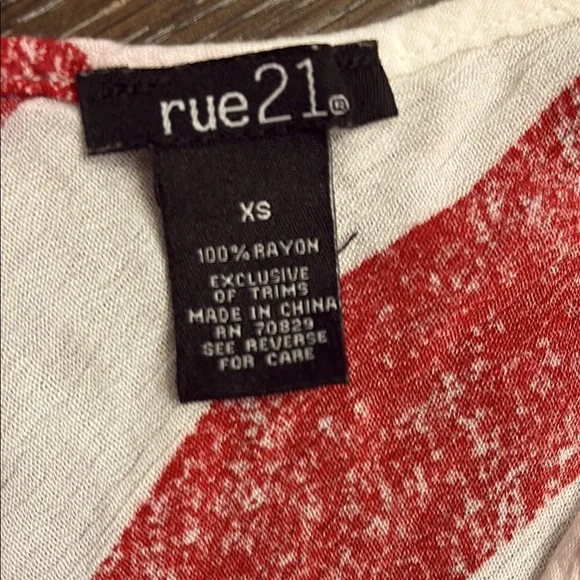 rue21®
XS
100% RAYON
EXCLUSIVE
OF TRIMS
MADE IN CHINA
RN 70829
SEE REVERSE
FOR CARE